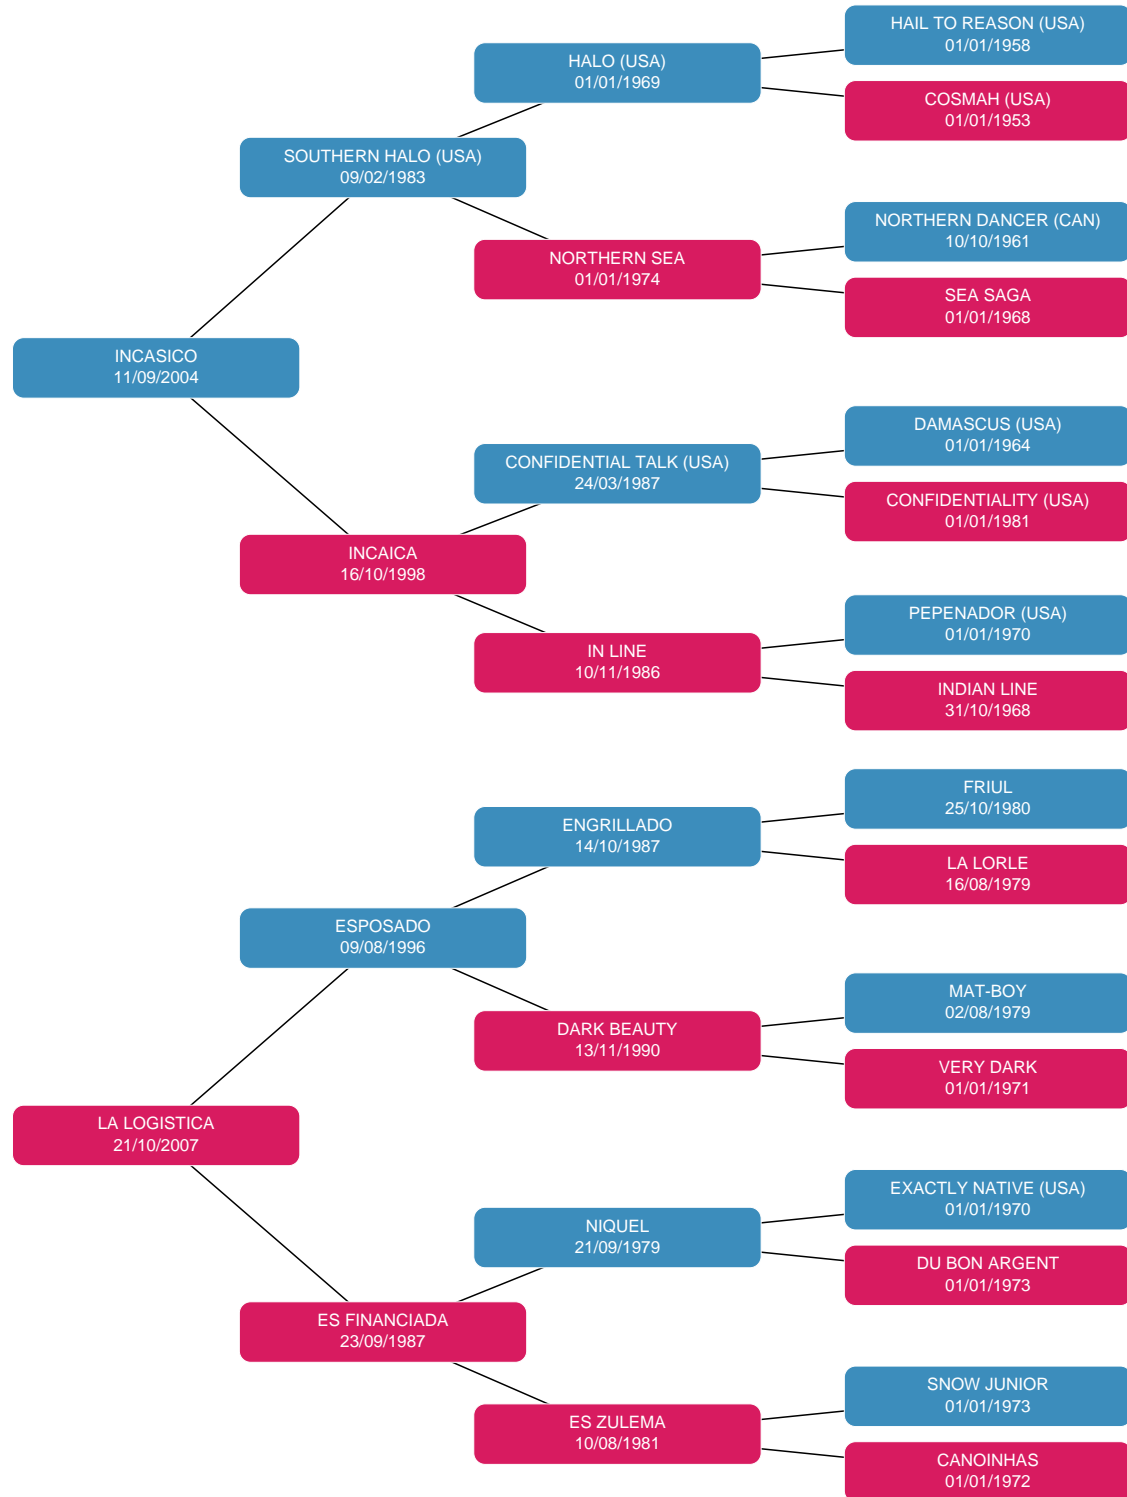 HAIL TO REASON (USA)
01/01/1958
HALO (USA)
01/01/1969
COSMAH (USA)
01/01/1953
SOUTHERN HALO (USA)
09/02/1983
NORTHERN DANCER (CAN)
10/10/1961
NORTHERN SEA
01/01/1974
SEA SAGA
01/01/1968
INCASICO
11/09/2004
DAMASCUS (USA)
01/01/1964
CONFIDENTIAL TALK (USA)
24/03/1987
CONFIDENTIALITY (USA)
01/01/1981
INCAICA
16/10/1998
PEPENADOR (USA)
01/01/1970
IN LINE
10/11/1986
INDIAN LINE
31/10/1968
FRIUL
25/10/1980
ENGRILLADO
14/10/1987
LA LORLE
16/08/1979
ESPOSADO
09/08/1996
MAT-BOY
02/08/1979
DARK BEAUTY
13/11/1990
VERY DARK
01/01/1971
LA LOGISTICA
21/10/2007
EXACTLY NATIVE (USA)
01/01/1970
NIQUEL
21/09/1979
DU BON ARGENT
01/01/1973
ES FINANCIADA
23/09/1987
SNOW JUNIOR
01/01/1973
ES ZULEMA
10/08/1981
CANOINHAS
01/01/1972